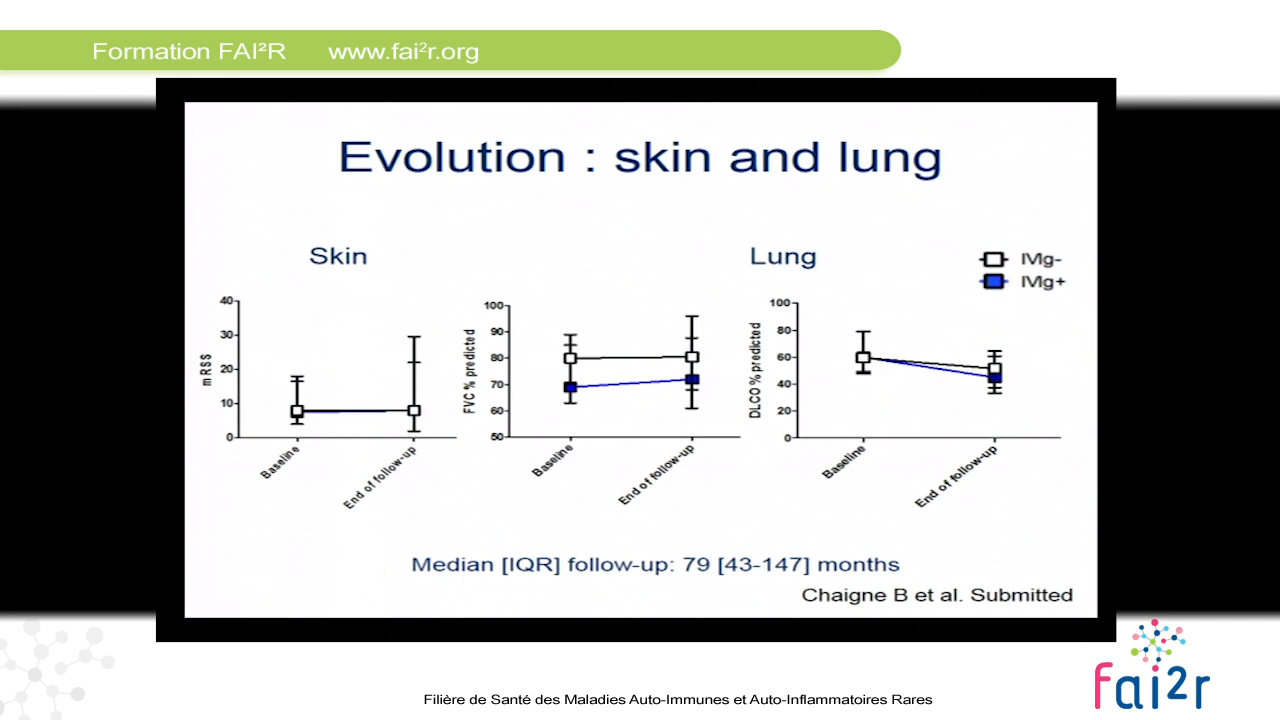 Formation FAI²R www.fai²r.org
Evolution : skin and lung
Skin
Lung
IVIg-
IVIg+
mRSS
40
30
20
10
0
Baseline
End of follow-up
FVC % predicted
100
90
80
70
60
50
Baseline
End of follow-up
DLCO % predicted
100
80
60
40
20
0
Baseline
End of follow-up
Median [IQR] follow-up: 79 [43-147] months
Chaigne B et al. Submitted
Filière de Santé des Maladies Auto-Immunes et Auto-Inflammatoires Rares
fai2r